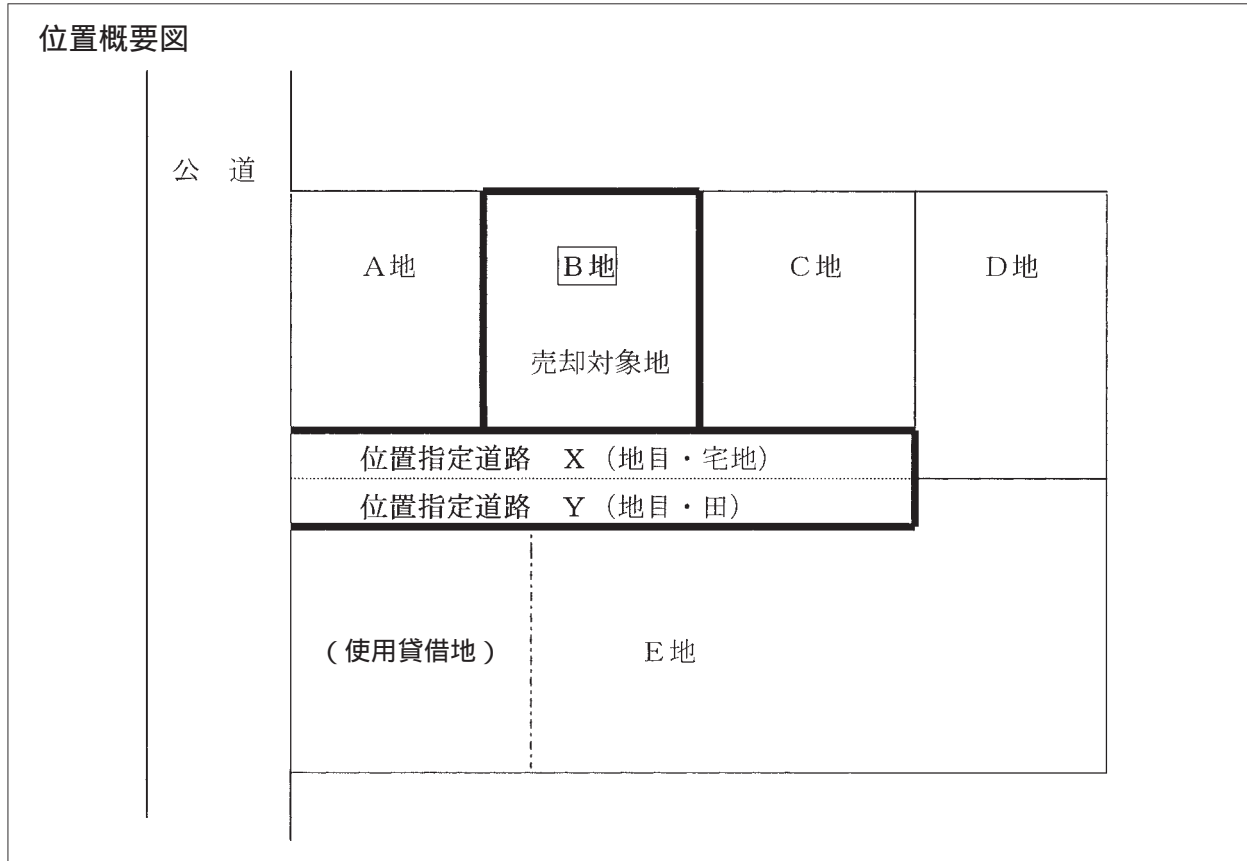 位置概要図
公　道
A地
B地
C地
D地
売却対象地
位置指定道路　X（地目・宅地）
位置指定道路　Y（地目・田）
（使用貸借地）
E地